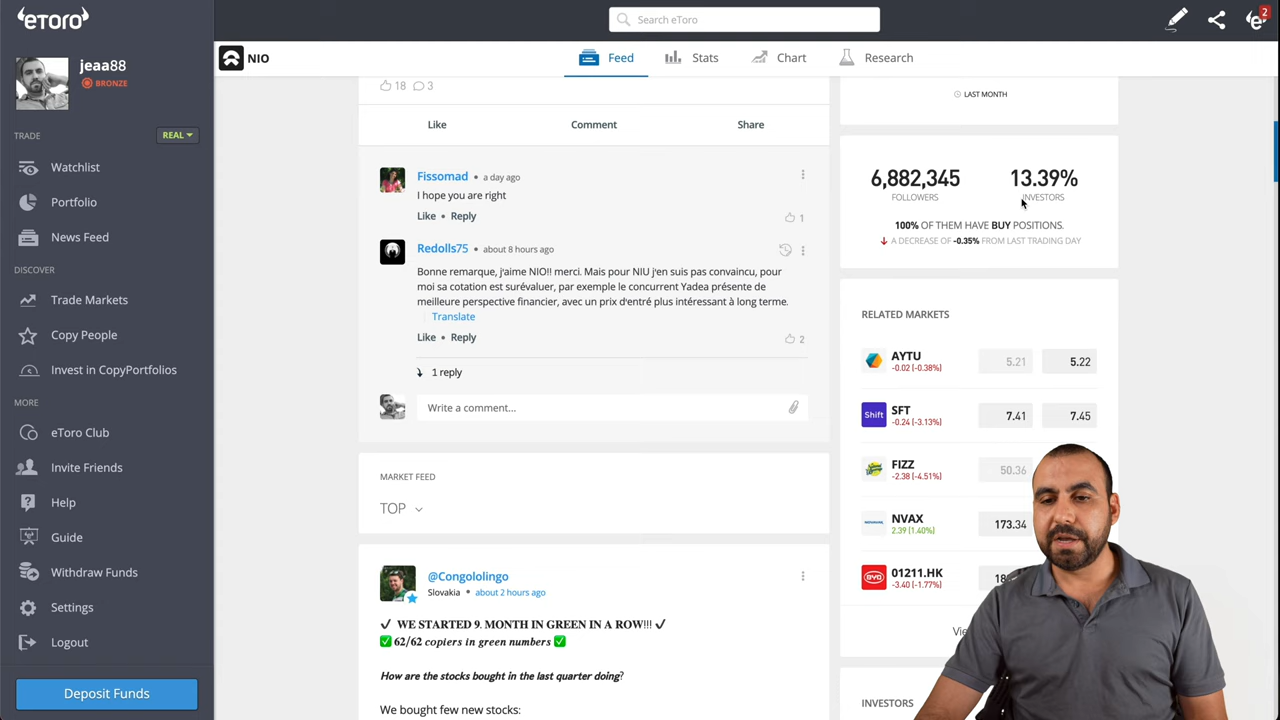 eToro
Search eToro
2
jeaa88
BRONZE
TRADE
REAL
Watchlist
Portfolio
News Feed
DISCOVER
Trade Markets
Copy People
Invest in CopyPortfolios
MORE
eToro Club
Invite Friends
Help
Guide
Withdraw Funds
Settings
Logout
Deposit Funds
NIO
Feed
Stats
Chart
Research
18 3
Like Comment Share
Fissomad • a day ago
I hope you are right
Like • Reply
1
Redolls75 • about 8 hours ago
Bonne remarque, j'aime NIO!! merci. Mais pour NIU j'en suis pas convaincu, pour
moi sa cotation est surévaluer, par exemple le concurrent Yadea présente de
meilleure perspective financier, avec un prix d'entré plus intéressant à long terme.
Translate
Like • Reply
2
1 reply
Write a comment...
MARKET FEED
TOP
@Congololingo
Slovakia • about 2 hours ago
✓ WE STARTED 9. MONTH IN GREEN IN A ROW!!! ✓
✅ 62/62 copiers in green numbers ✅
How are the stocks bought in the last quarter doing?
We bought few new stocks:
LAST MONTH
6,882,345 13.39%
FOLLOWERS INVESTORS
100% OF THEM HAVE BUY POSITIONS.
A DECREASE OF -0.35% FROM LAST TRADING DAY
RELATED MARKETS
AYTU
-0.02 (-0.38%)
5.21 5.22
Shift
SFT
-0.24 (-3.13%)
7.41 7.45
FIZZ
-2.38 (-4.51%)
50.36
NVAX
2.39 (1.40%)
173.34
BYD
01211.HK
-3.40 (-1.77%)
INVESTORS